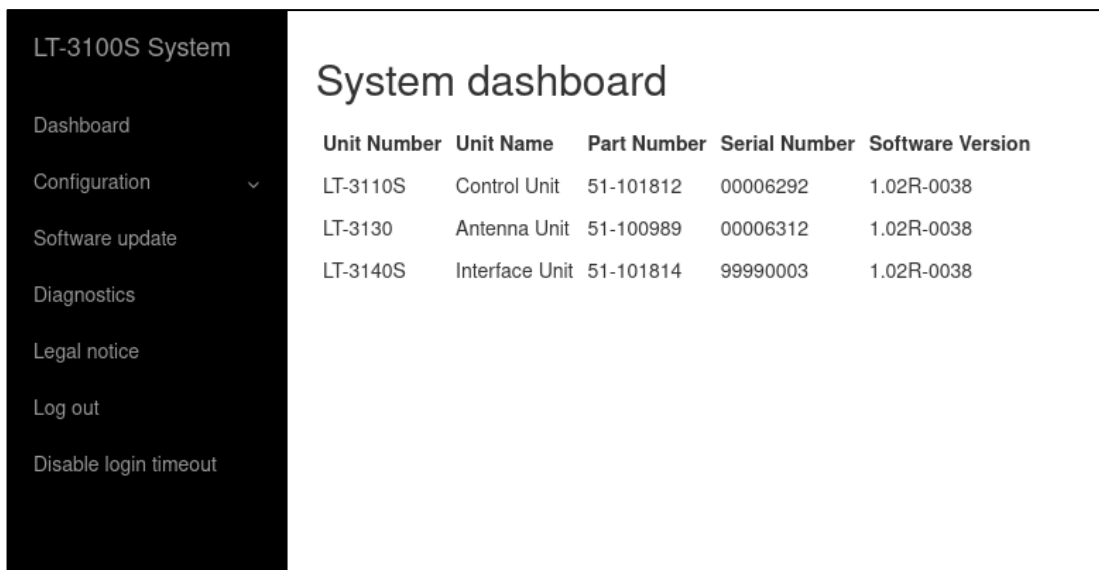 LT-3100S System
Dashboard
Configuration
Software update
Diagnostics
Legal notice
Log out
Disable login timeout
System dashboard
Unit Number Unit Name Part Number Serial Number Software Version
LT-3110S Control Unit 51-101812 00006292 1.02R-0038
LT-3130 Antenna Unit 51-100989 00006312 1.02R-0038
LT-3140S Interface Unit 51-101814 99990003 1.02R-0038